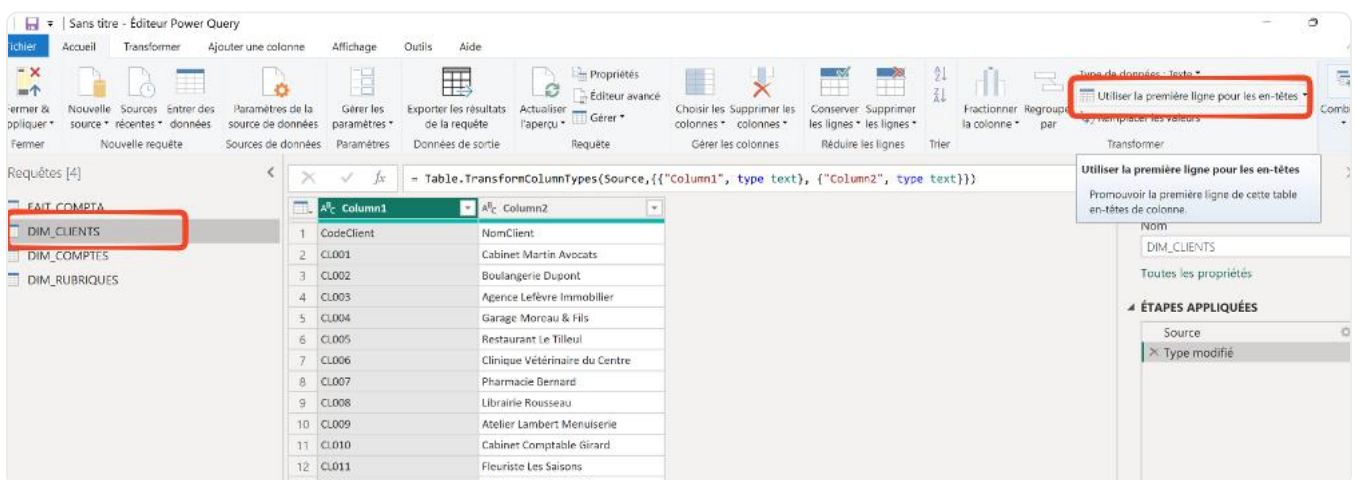 Sans titre - Éditeur Power Query
Fichier Accueil Transformer Ajouter une colonne Affichage Outils Aide
Fermer & appliquer
Nouvelle source
Sources récentes
Entrer des données
Paramètres de la source de données
Gérer les paramètres
Exporter les résultats de la requête
Actualiser l'aperçu
Propriétés
Éditeur avancé
Gérer
Choisir les colonnes
Supprimer les colonnes
Conserver les lignes
Supprimer les lignes
Fractionner la colonne
Regrouper par
Type de données : Texte
Utiliser la première ligne pour les en-têtes
Remplacer les valeurs
Comb
Fermer Nouvelle requête Sources de données Paramètres Données de sortie Requête Gérer les colonnes Réduire les lignes Trier Transformer
Utiliser la première ligne pour les en-têtes
Promouvoir la première ligne de cette table
en-têtes de colonne.
Requêtes [4]
FAIT_COMPTA
DIM_CLIENTS
DIM_COMPTES
DIM_RUBRIQUES
fx = Table.TransformColumnTypes(Source,{{"Column1", type text}, {"Column2", type text}})
ABC Column1 ABC Column2
1 CodeClient NomClient
2 CL001 Cabinet Martin Avocats
3 CL002 Boulangerie Dupont
4 CL003 Agence Lefèvre Immobilier
5 CL004 Garage Moreau & Fils
6 CL005 Restaurant Le Tilleul
7 CL006 Clinique Vétérinaire du Centre
8 CL007 Pharmacie Bernard
9 CL008 Librairie Rousseau
10 CL009 Atelier Lambert Menuiserie
11 CL010 Cabinet Comptable Girard
12 CL011 Fleuriste Les Saisons
Nom
DIM_CLIENTS
Toutes les propriétés
ÉTAPES APPLIQUÉES
Source
Type modifié